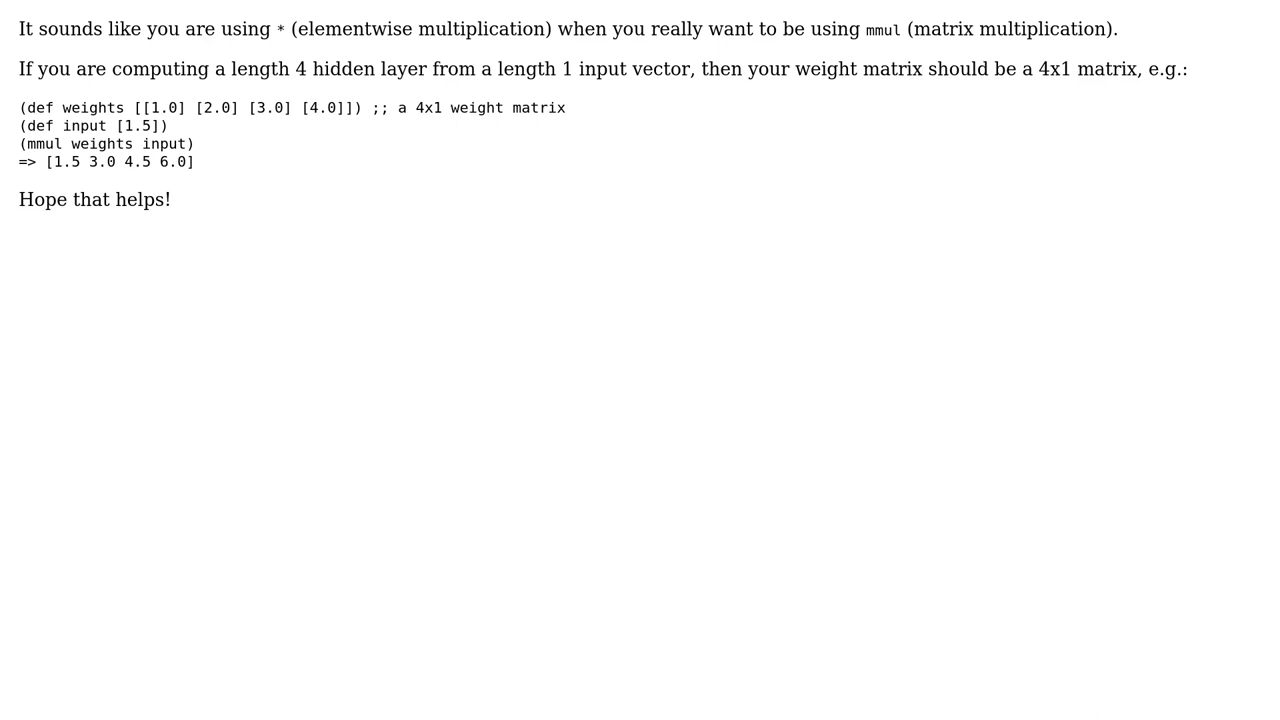 It sounds like you are using * (elementwise multiplication) when you really want to be using mmul (matrix multiplication).
If you are computing a length 4 hidden layer from a length 1 input vector, then your weight matrix should be a 4x1 matrix, e.g.:
(def weights [[1.0] [2.0] [3.0] [4.0]]) ;; a 4x1 weight matrix
(def input [1.5])
(mmul weights input)
=> [1.5 3.0 4.5 6.0]
Hope that helps!